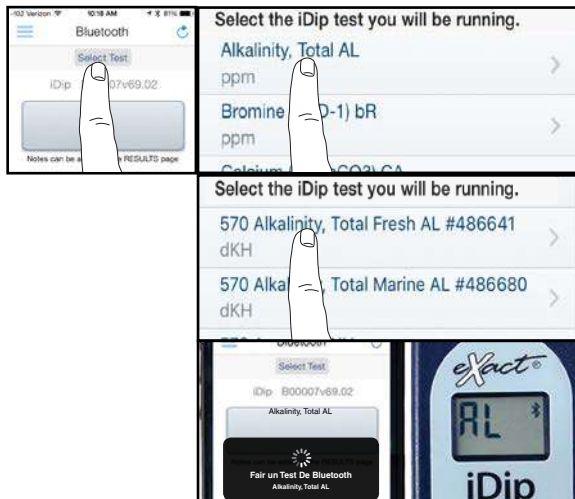 -102 Verizon
10:18 AM
81%
Bluetooth
Select Test
iDip
07v69.02
Notes can be a
e RESULTS page
Select the iDip test you will be running.
Alkalinity, Total AL
ppm
Bromine
D-1) bR
ppm
Select the iDip test you will be running.
570 Alkalinity, Total Fresh AL #486641
dKH
570 Alka
, Total Marine AL #486680
dKH
Bluetooth
Select Test
iDip B00007v69.02
Alkalinity, Total AL
Fair un Test De Bluetooth
Alkalinity, Total AL
eXact®
AL
iDip